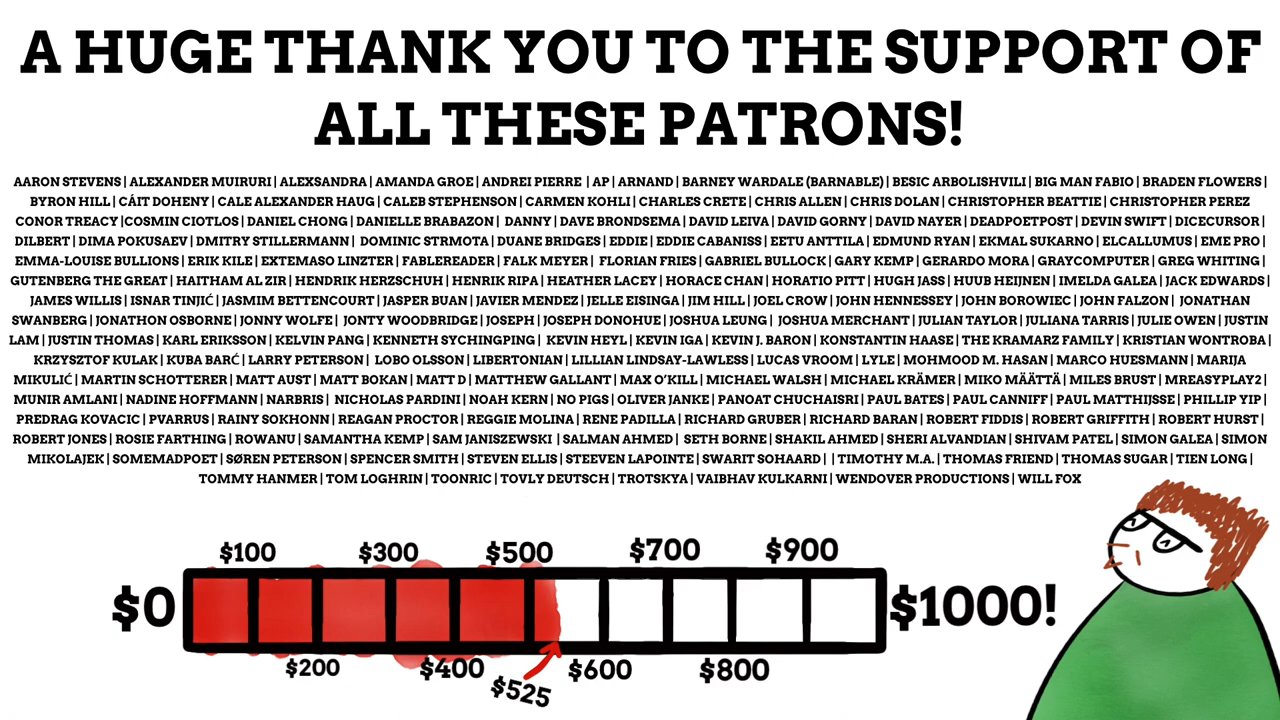 A HUGE THANK YOU TO THE SUPPORT OF
ALL THESE PATRONS!
AARON STEVENS | ALEXANDER MUIRURI | ALEXSANDRA | AMANDA GROE | ANDREI PIERRE | AP | ARNAND | BARNEY WARDALE (BARNABLE) | BESIC ARBOLISHVILI | BIG MAN FABIO | BRADEN FLOWERS |
BYRON HILL | CÁIT DOHENY | CALE ALEXANDER HAUG | CALEB STEPHENSON | CARMEN KOHLI | CHARLES CRETE | CHRIS ALLEN | CHRIS DOLAN | CHRISTOPHER BEATTIE | CHRISTOPHER PEREZ
CONOR TREACY |COSMIN CIOTLOS | DANIEL CHONG | DANIELLE BRABAZON | DANNY | DAVE BRONDSEMA | DAVID LEIVA | DAVID GORNY | DAVID NAYER | DEADPOETPOST | DEVIN SWIFT | DICECURSOR |
DILBERT | DIMA POKUSAEV | DMITRY STILLERMANN | DOMINIC STRMOTA | DUANE BRIDGES | EDDIE | EDDIE CABANISS | EETU ANTTILA | EDMUND RYAN | EKMAL SUKARNO | ELCALLUMUS | EME PRO |
EMMA-LOUISE BULLIONS | ERIK KILE | EXTEMASO LINZTER | FABLEREADER | FALK MEYER | FLORIAN FRIES | GABRIEL BULLOCK | GARY KEMP | GERARDO MORA | GRAYCOMPUTER | GREG WHITING |
GUTENBERG THE GREAT | HAITHAM AL ZIR | HENDRIK HERZSCHUH | HENRIK RIPA | HEATHER LACEY | HORACE CHAN | HORATIO PITT | HUGH JASS | HUUB HEIJNEN | IMELDA GALEA | JACK EDWARDS |
JAMES WILLIS | ISNAR TINJIĆ | JASMIM BETTENCOURT | JASPER BUAN | JAVIER MENDEZ | JELLE EISINGA | JIM HILL | JOEL CROW | JOHN HENNESSEY | JOHN BOROWIEC | JOHN FALZON | JONATHAN
SWANBERG | JONATHON OSBORNE | JONNY WOLFE | JONTY WOODBRIDGE | JOSEPH | JOSEPH DONOHUE | JOSHUA LEUNG | JOSHUA MERCHANT | JULIAN TAYLOR | JULIANA TARRIS | JULIE OWEN | JUSTIN
LAM | JUSTIN THOMAS | KARL ERIKSSON | KELVIN PANG | KENNETH SYCHINGPING | KEVIN HEYL | KEVIN IGA | KEVIN J. BARON | KONSTANTIN HAASE | THE KRAMARZ FAMILY | KRISTIAN WONTROBA |
KRZYSZTOF KULAK | KUBA BARĆ | LARRY PETERSON | LOBO OLSSON | LIBERTONIAN | LILLIAN LINDSAY-LAWLESS | LUCAS VROOM | LYLE | MOHMOOD M. HASAN | MARCO HUESMANN | MARIJA
MIKULIĆ | MARTIN SCHOTTERER | MATT AUST | MATT BOKAN | MATT D | MATTHEW GALLANT | MAX O'KILL | MICHAEL WALSH | MICHAEL KRÄMER | MIKO MÄÄTTÄ | MILES BRUST | MREASYPLAY2 |
MUNIR AMLANI | NADINE HOFFMANN | NARBRIS | NICHOLAS PARDINI | NOAH KERN | NO PIGS | OLIVER JANKE | PANOAT CHUCHAISRI | PAUL BATES | PAUL CANNIFF | PAUL MATTHIJSSE | PHILLIP YIP |
PREDRAG KOVACIC | PVARRUS | RAINY SOKHONN | REAGAN PROCTOR | REGGIE MOLINA | RENE PADILLA | RICHARD GRUBER | RICHARD BARAN | ROBERT FIDDIS | ROBERT GRIFFITH | ROBERT HURST |
ROBERT JONES | ROSIE FARTHING | ROWANU | SAMANTHA KEMP | SAM JANISZEWSKI | SALMAN AHMED | SETH BORNE | SHAKIL AHMED | SHERI ALVANDIAN | SHIVAM PATEL | SIMON GALEA | SIMON
MIKOLAJEK | SOMEMADPOET | SØREN PETERSON | SPENCER SMITH | STEVEN ELLIS | STEEVEN LAPOINTE | SWARIT SOHAARD | | TIMOTHY M.A. | THOMAS FRIEND | THOMAS SUGAR | TIEN LONG |
TOMMY HANMER | TOM LOGHRIN | TOONRIC | TOVLY DEUTSCH | TROTSKYA | VAIBHAV KULKARNI | WENDOVER PRODUCTIONS | WILL FOX
$100 $300 $500 $700 $900
$0 $1000!
$200 $400 $600 $800
$525